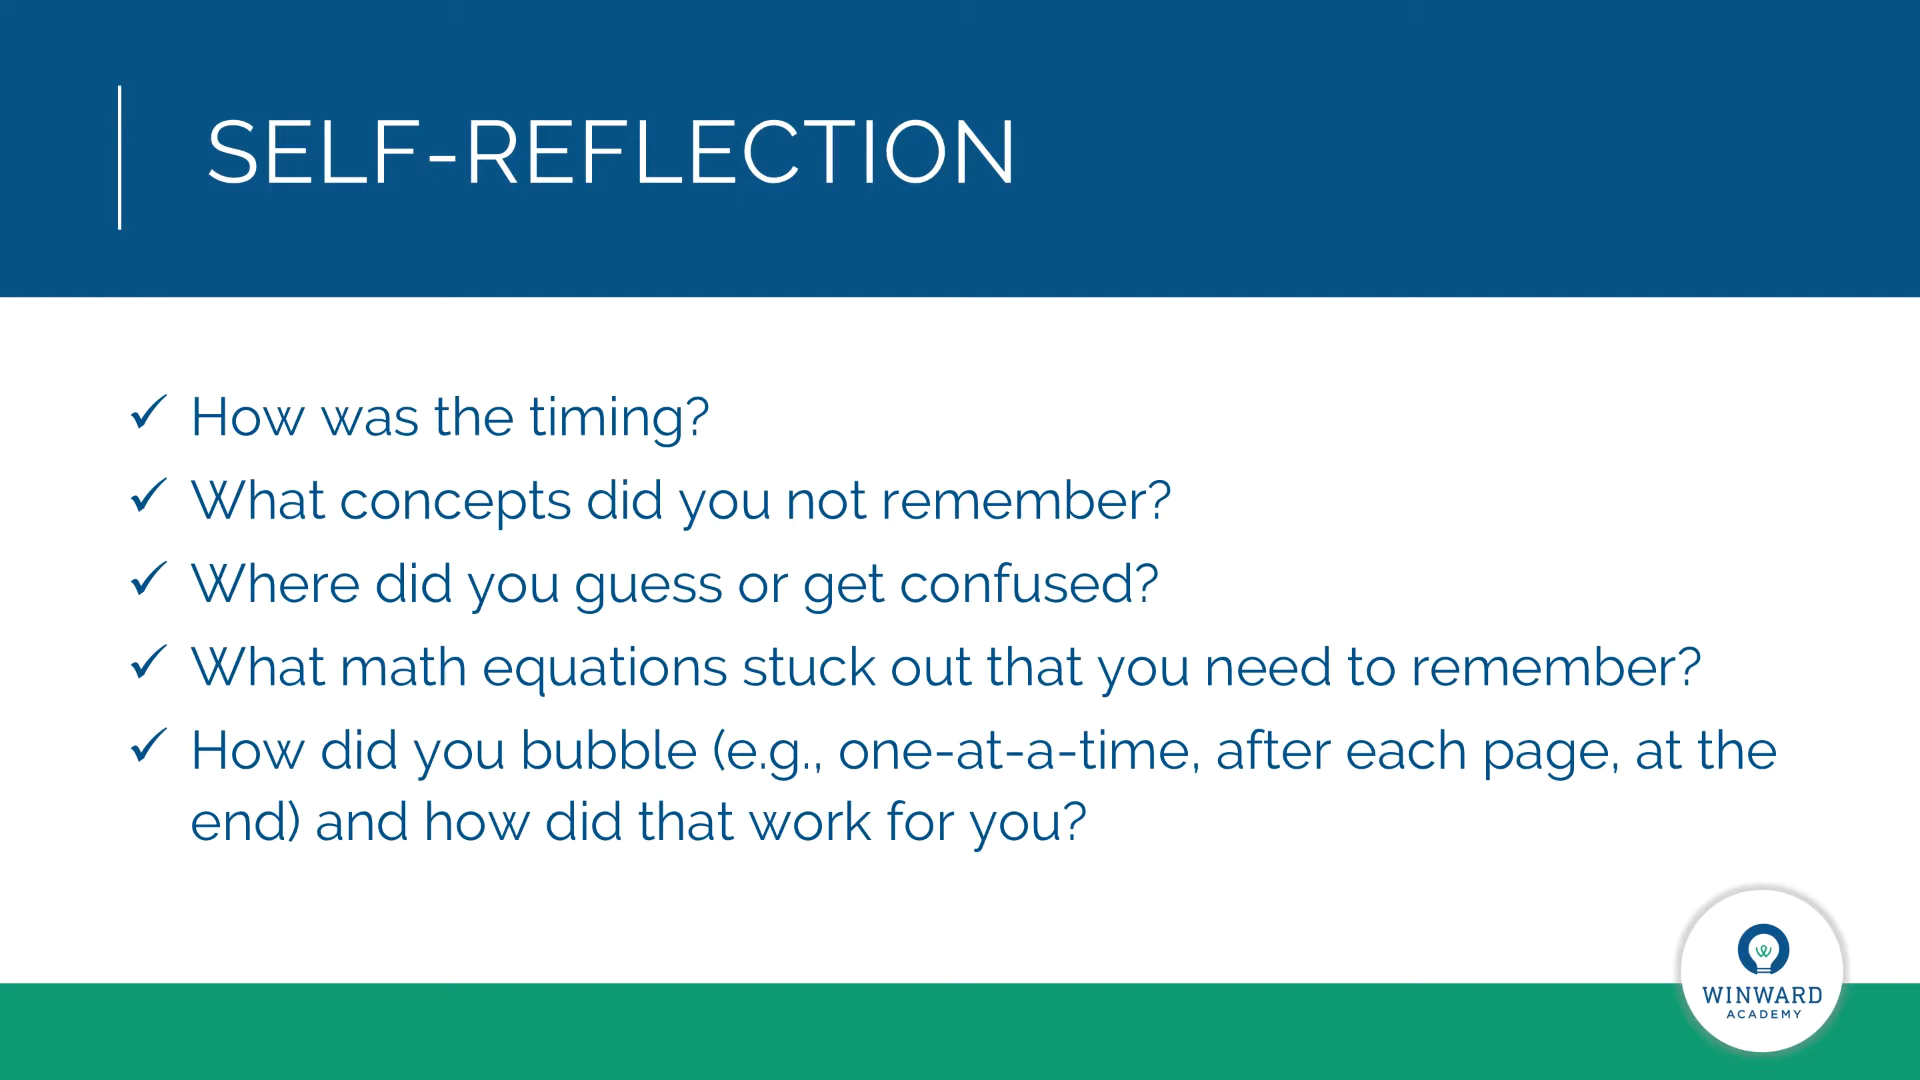 SELF-REFLECTION
✓ How was the timing?
✓ What concepts did you not remember?
✓ Where did you guess or get confused?
✓ What math equations stuck out that you need to remember?
✓ How did you bubble (e.g., one-at-a-time, after each page, at the
end) and how did that work for you?
WINWARD
ACADEMY